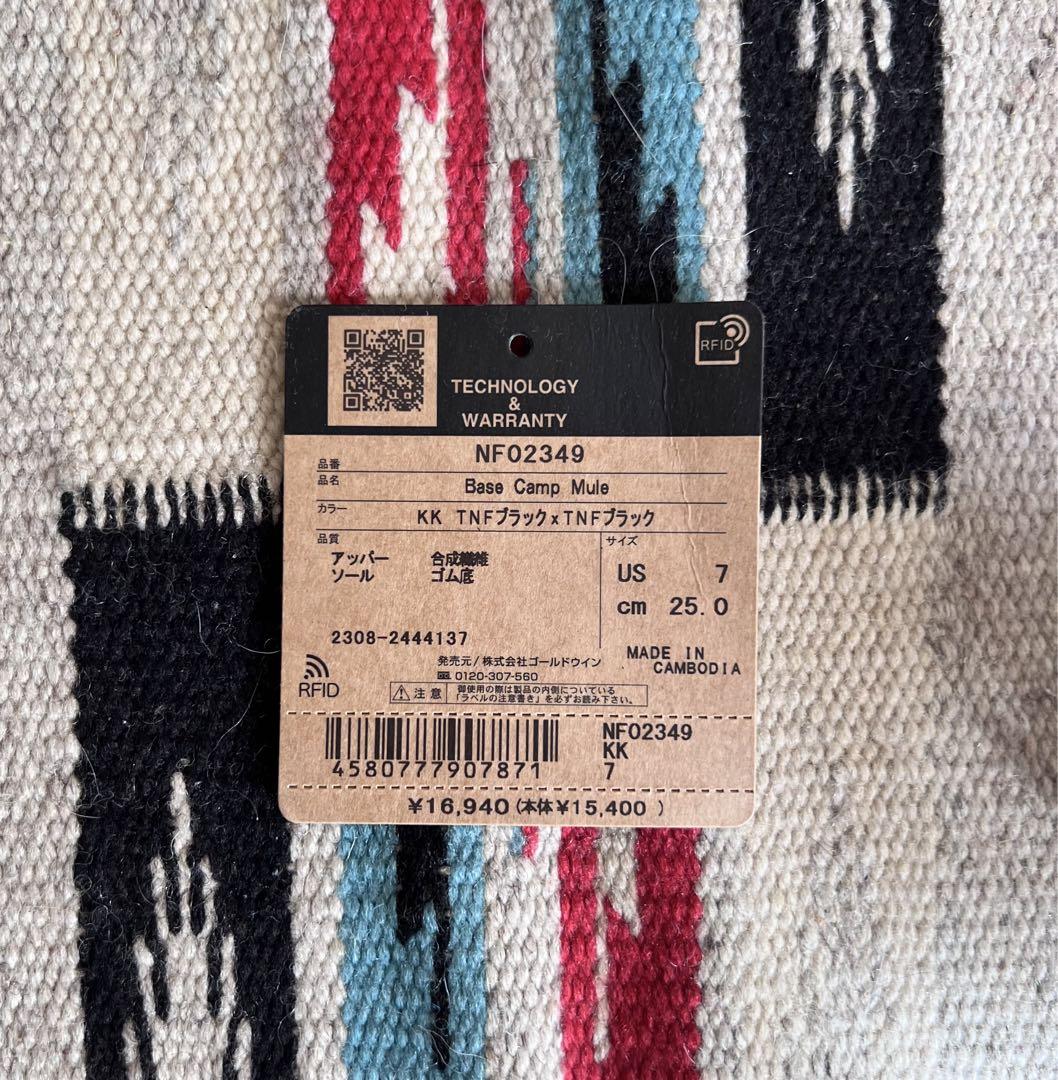 RFID
TECHNOLOGY
&
WARRANTY
品番 NF02349
品名 Base Camp Mule
カラー KK TNFブラック×TNFブラック
品質
アッパー 合成繊維
ソール ゴム底
サイズ
US 7
cm 25.0
2308-2444137
MADE IN
CAMBODIA
RFID
発売元/株式会社ゴールドウイン
0120-307-560
注意 御使用の際は製品の内側についている
「ラベルの注意書き」を必ずお読み下さい。
4580777907871
NF02349
KK
7
¥16,940(本体¥15,400 )